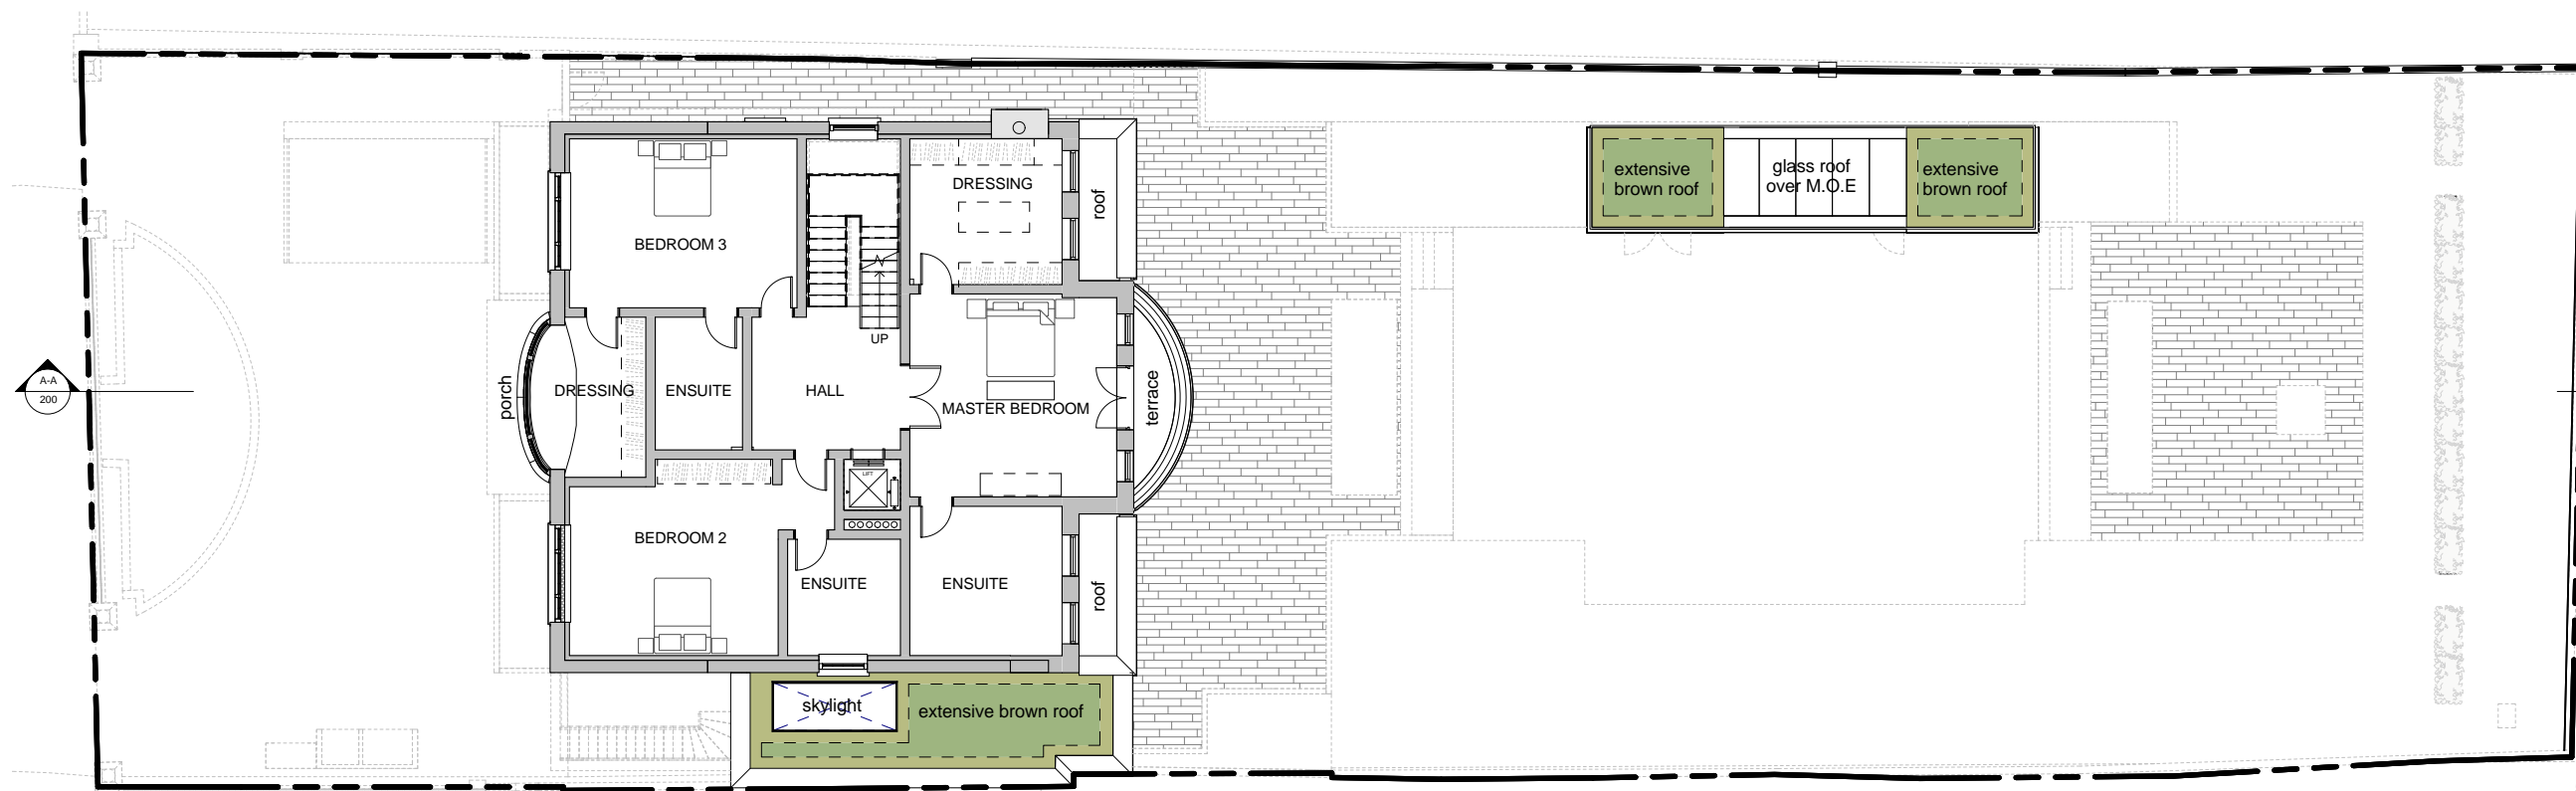 extensive
brown roof
glass roof
over M.O.E
extensive
brown roof
DRESSING
roof
BEDROOM 3
UP
A-A
200
porch
DRESSING
ENSUITE
HALL
MASTER BEDROOM
terrace
LIFT
BEDROOM 2
ENSUITE
ENSUITE
roof
skylight
extensive brown roof